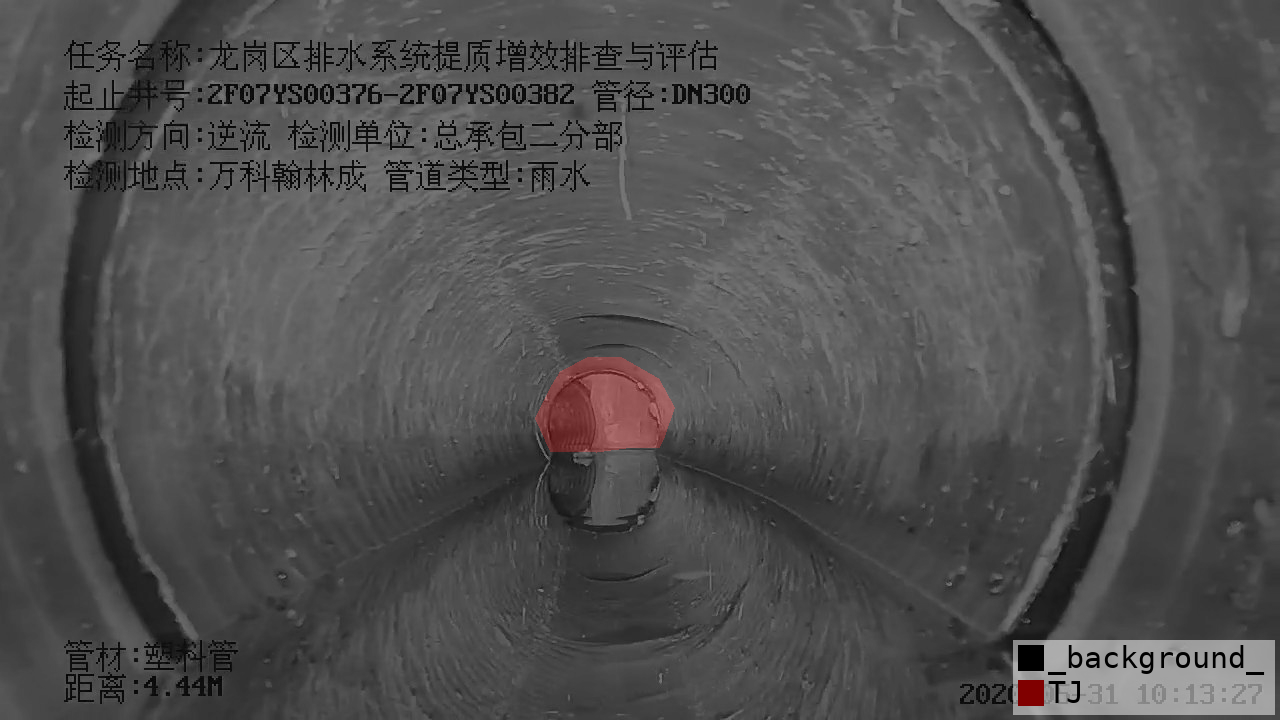 任务名称:龙岗区排水系统提质增效排查与评估
起止井号:2F07YS00376-2F07YS00382 管径:DN300
检测方向:逆流 检测单位:总承包二分部
检测地点:万科翰林成 管道类型:雨水
管材:塑料管
距离:4.44M
_background_
TJ
10:13:27